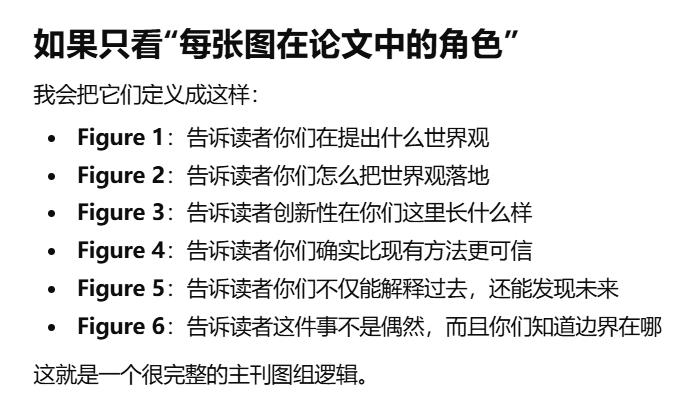 如果只看“每张图在论文中的角色”
我会把它们定义成这样：
• Figure 1：告诉读者你们在提出什么世界观
• Figure 2：告诉读者你们怎么把世界观落地
• Figure 3：告诉读者创新性在你们这里长什么样
• Figure 4：告诉读者你们确实比现有方法更可信
• Figure 5：告诉读者你们不仅能解释过去，还能发现未来
• Figure 6：告诉读者这件事不是偶然，而且你们知道边界在哪
这就是一个很完整的主刊图组逻辑。